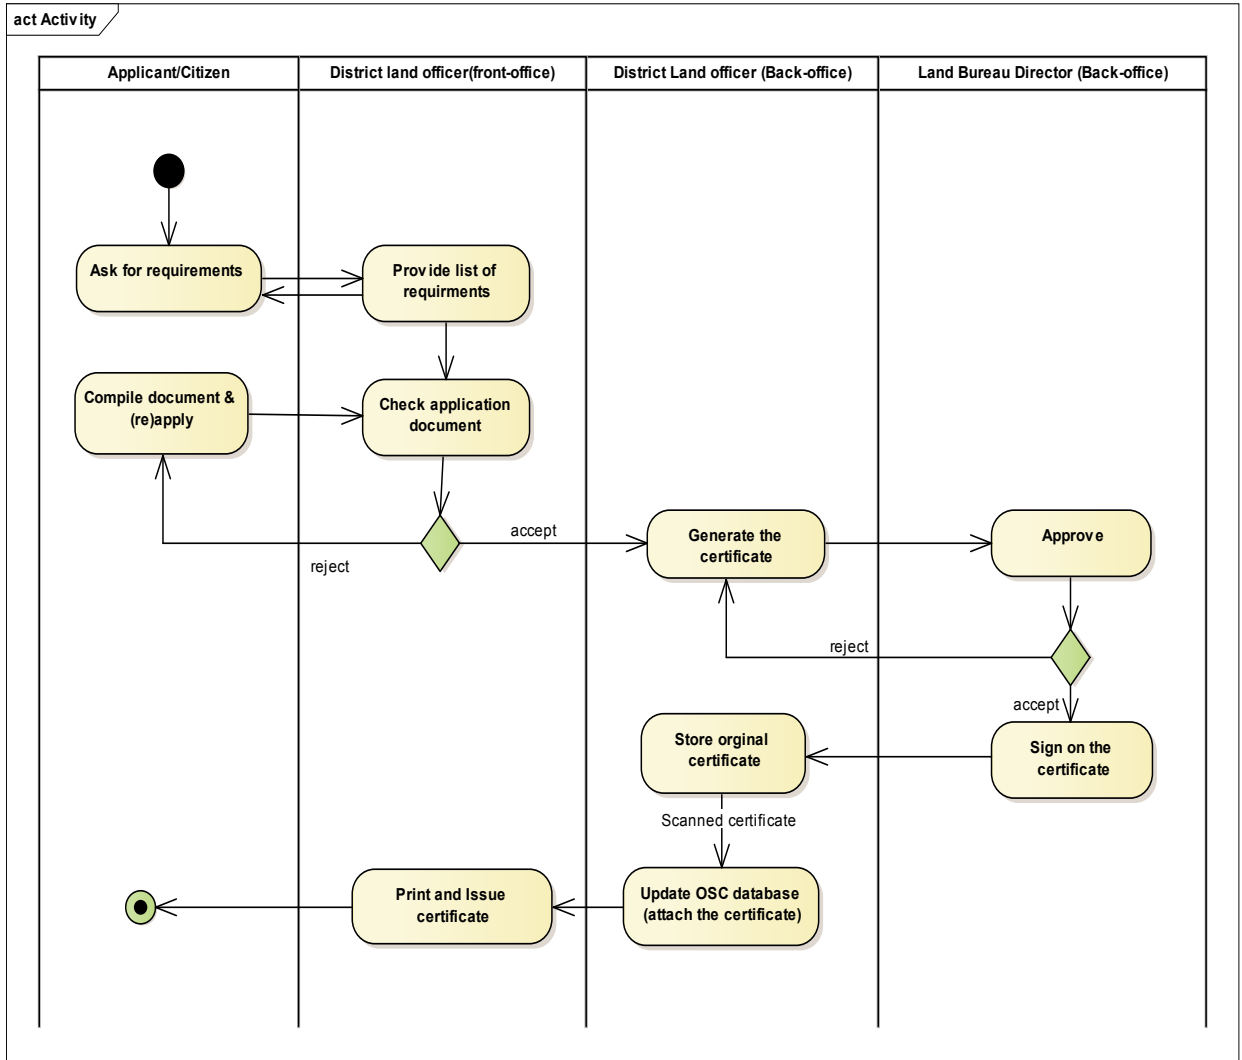 act Activity
Applicant/Citizen
District land officer(front-office)
District Land officer (Back-office)
Land Bureau Director (Back-office)
Ask for requirements
Provide list of
requirments
Compile document &
(re)apply
Check application
document
accept
reject
Generate the
certificate
Approve
reject
accept
Store orginal
certificate
Sign on the
certificate
Scanned certificate
Print and Issue
certificate
Update OSC database
(attach the certificate)